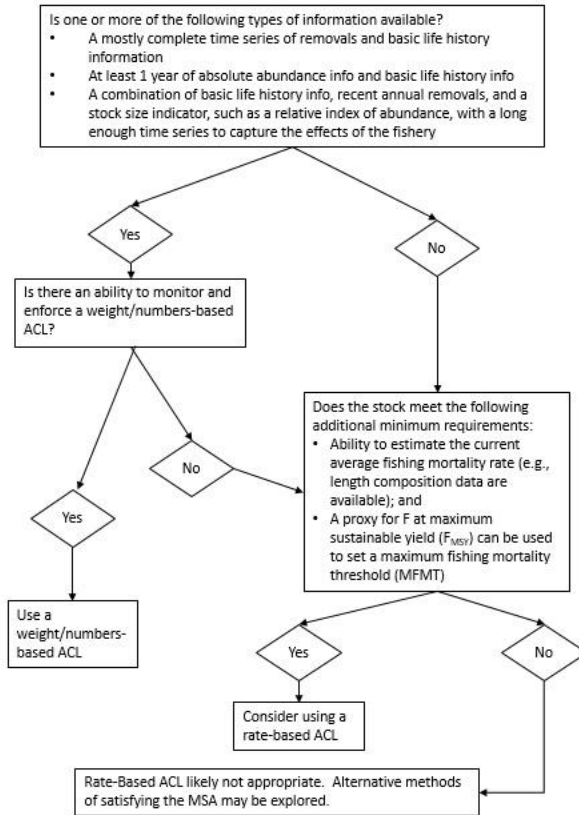 Is one or more of the following types of information available?
• A mostly complete time series of removals and basic life history
information
• At least 1 year of absolute abundance info and basic life history info
• A combination of basic life history info, recent annual removals, and a
stock size indicator, such as a relative index of abundance, with a long
enough time series to capture the effects of the fishery
Yes
No
Is there an ability to monitor and
enforce a weight/numbers-based
ACL?
Does the stock meet the following
additional minimum requirements:
• Ability to estimate the current
average fishing mortality rate (e.g.,
length composition data are
available); and
• A proxy for F at maximum
sustainable yield (FMSY) can be used
to set a maximum fishing mortality
threshold (MFMT)
No
Yes
Use a
weight/numbers-
based ACL
Yes
No
Consider using a
rate-based ACL
Rate-Based ACL likely not appropriate. Alternative methods
of satisfying the MSA may be explored.